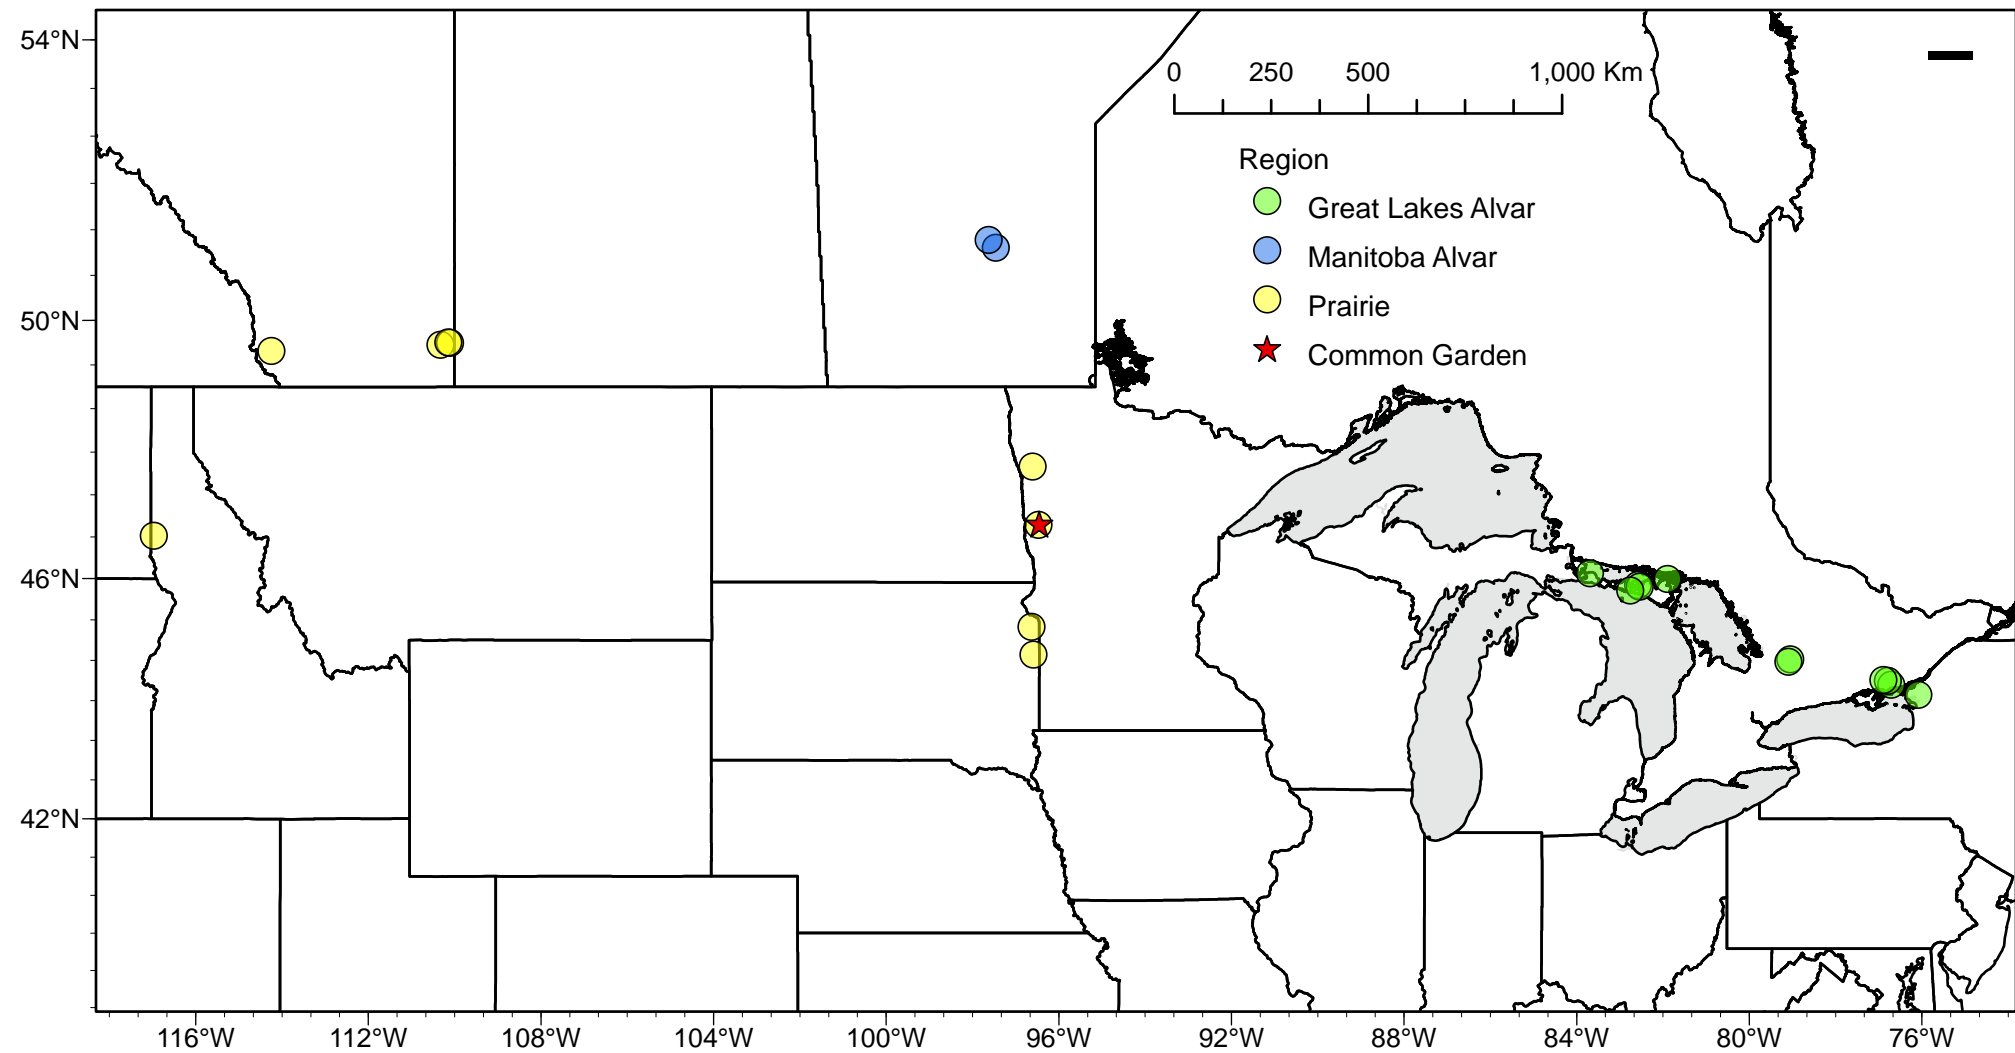 54°N
0 250 500 1,000 Km
Region
Great Lakes Alvar
Manitoba Alvar
Prairie
Common Garden
50°N
46°N
42°N
116°W 112°W 108°W 104°W 100°W 96°W 92°W 88°W 84°W 80°W 76°W